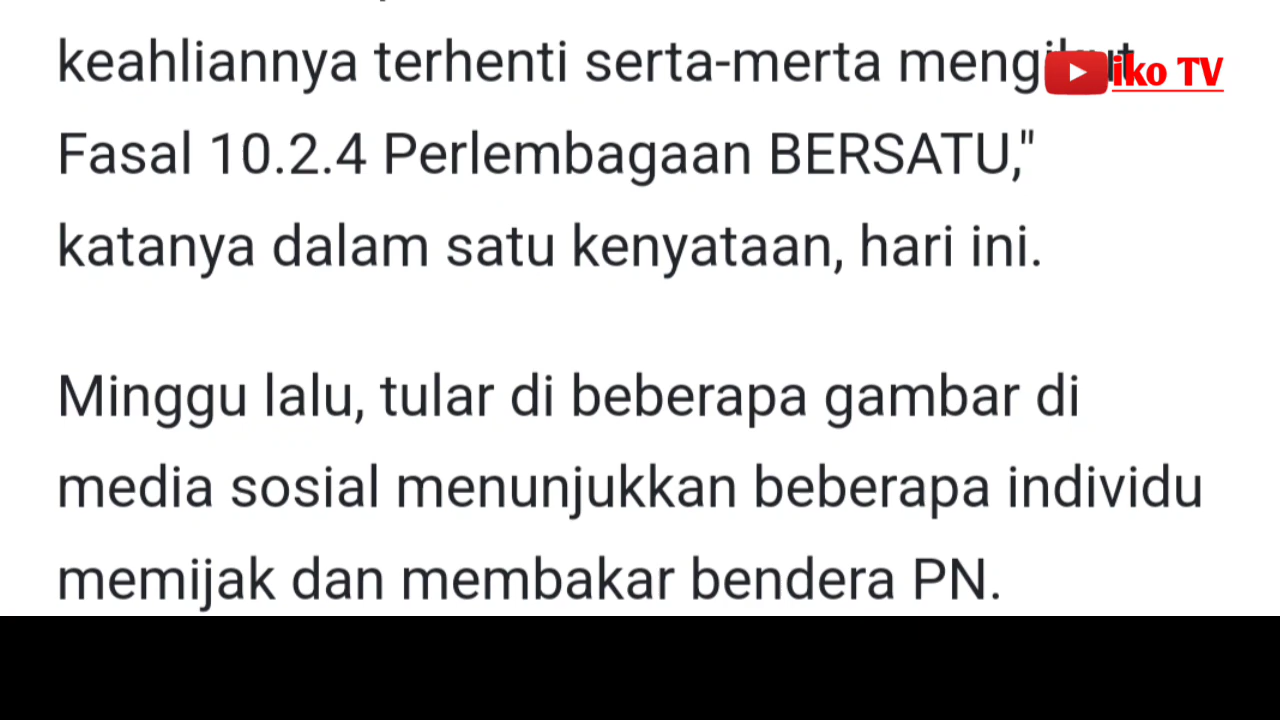 keahliannya terhenti serta-merta
iko TV
Fasal 10.2.4 Perlembagaan BERSATU,"
katanya dalam satu kenyataan, hari ini.
Minggu lalu, tular di beberapa gambar di
media sosial menunjukkan beberapa individu
memijak dan membakar bendera PN.